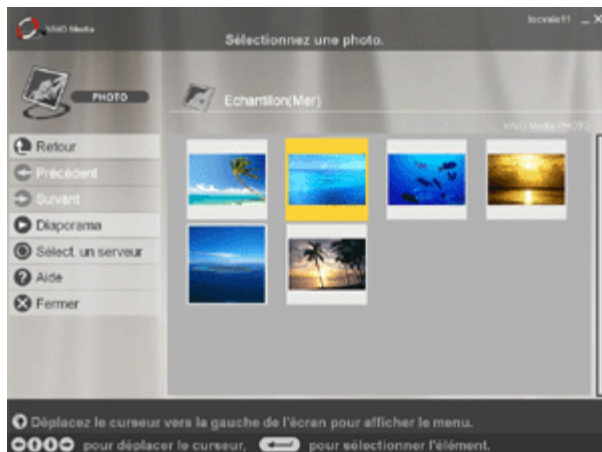 VAIO Media
Sélectionnez une photo.
PHOTO
Echantillon(Mer)
VAIO Media PHOTO
Retour
Précédent
Suivant
Diaporama
Sélect. un serveur
Aide
Fermer
Déplacez le curseur vers la gauche de l'écran pour afficher le menu.
pour déplacer le curseur, pour sélectionner l'élément.